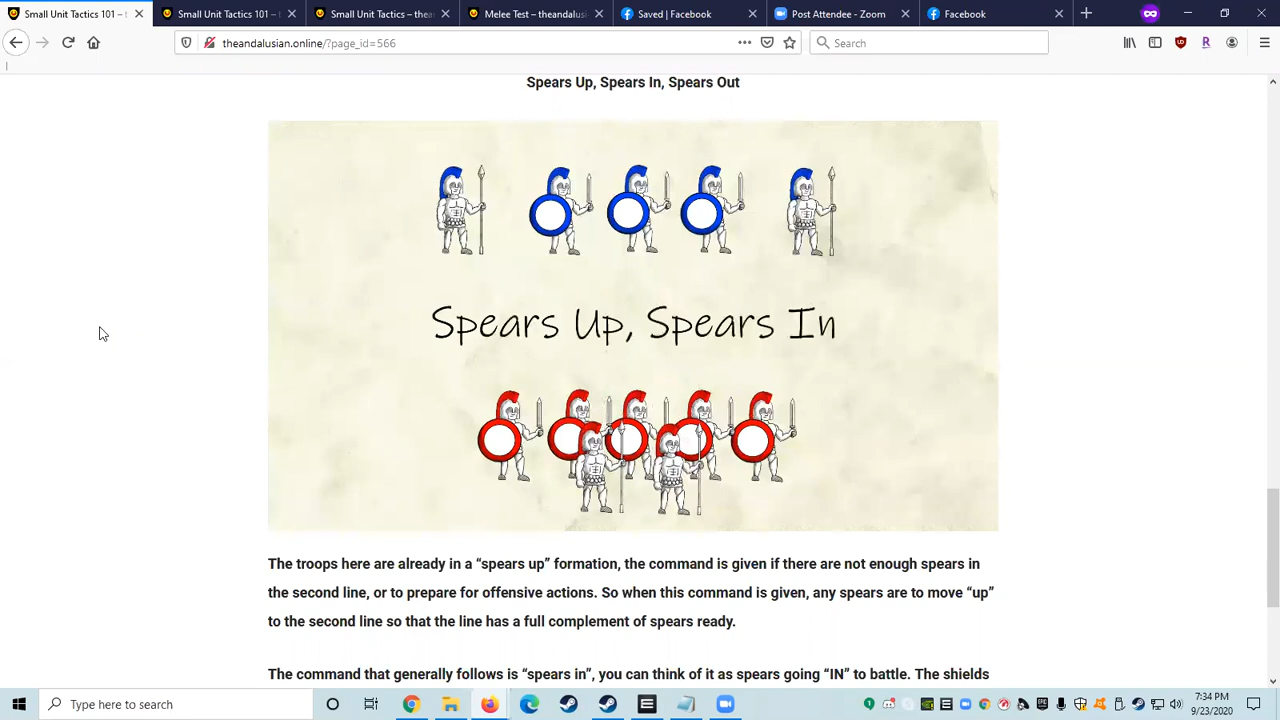 Small Unit Tactics 101 –
Small Unit Tactics 101 –
Small Unit Tactics – thean
Melee Test – theandalusi
Saved | Facebook
Post Attendee - Zoom
Facebook
theandalusian.online/?page_id=566
Search
Spears Up, Spears In, Spears Out
Spears Up, Spears In
The troops here are already in a “spears up” formation, the command is given if there are not enough spears in
the second line, or to prepare for offensive actions. So when this command is given, any spears are to move “up”
to the second line so that the line has a full complement of spears ready.
The command that generally follows is “spears in”, you can think of it as spears going “IN” to battle. The shields
Type here to search
7:34 PM
9/23/2020